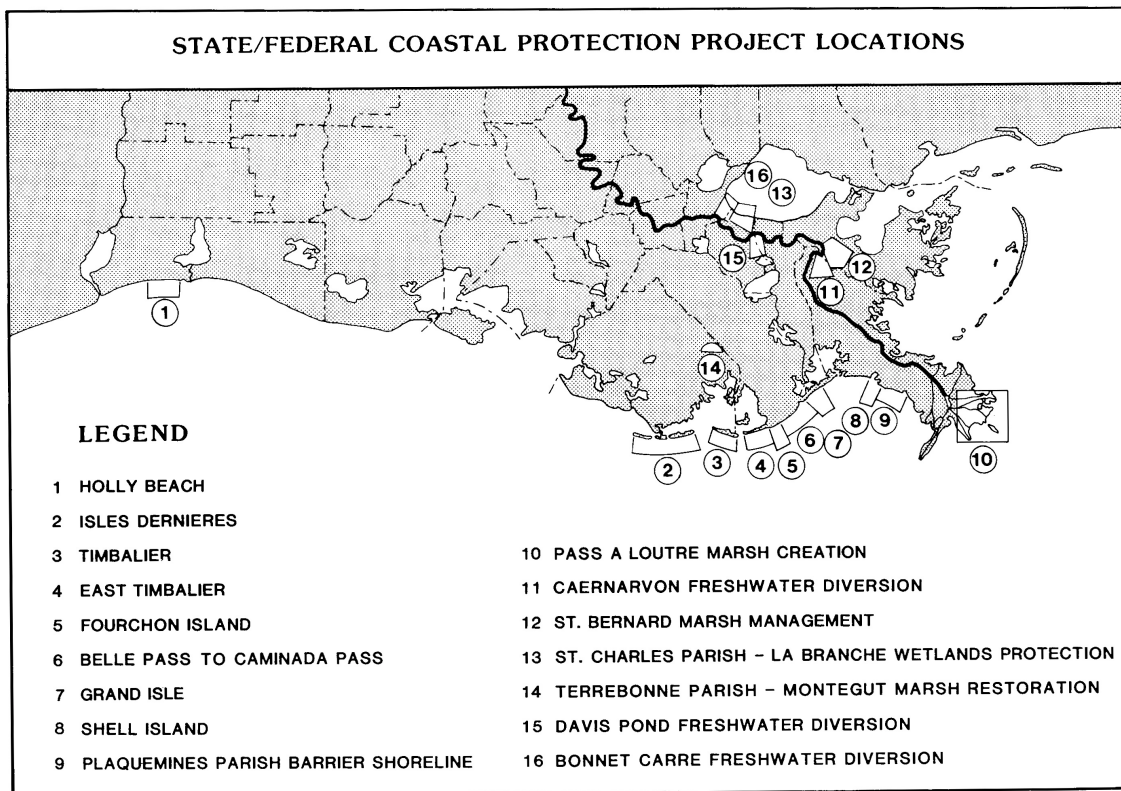 STATE/FEDERAL COASTAL PROTECTION PROJECT LOCATIONS
16
13
15
12
11
1
14
8
9
6
7
10
2
3
4
5
LEGEND
1 HOLLY BEACH
2 ISLES DERNIERES
3 TIMBALIER
4 EAST TIMBALIER
5 FOURCHON ISLAND
6 BELLE PASS TO CAMINADA PASS
7 GRAND ISLE
8 SHELL ISLAND
9 PLAQUEMINES PARISH BARRIER SHORELINE
10 PASS A LOUTRE MARSH CREATION
11 CAERNARVON FRESHWATER DIVERSION
12 ST. BERNARD MARSH MANAGEMENT
13 ST. CHARLES PARISH – LA BRANCHE WETLANDS PROTECTION
14 TERREBONNE PARISH – MONTEGUT MARSH RESTORATION
15 DAVIS POND FRESHWATER DIVERSION
16 BONNET CARRE FRESHWATER DIVERSION